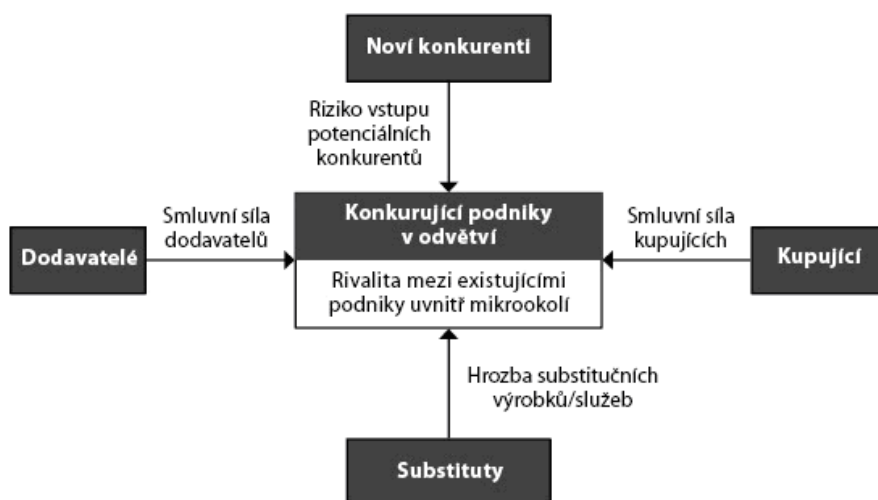 Noví konkurenti
Riziko vstupu
potenciálních
konkurentů
Konkurující podniky
v odvětví
Smluvní síla
dodavatelů
Smluvní síla
kupujících
Dodavatelé
Kupující
Rivalita mezi existujícími
podniky uvnitř mikrookolí
Hrozba substitučních
výrobků/služeb
Substituty